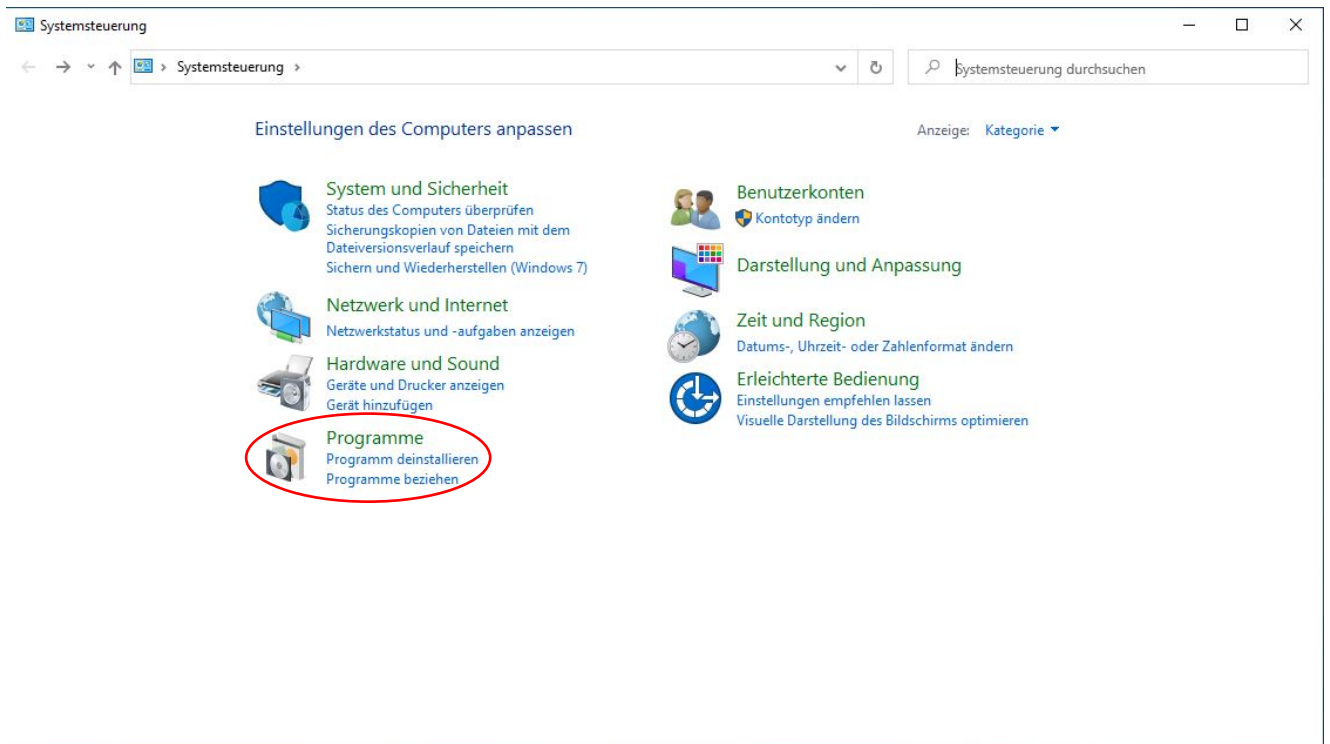 Systemsteuerung
Systemsteuerung
Systemsteuerung durchsuchen
Einstellungen des Computers anpassen
Anzeige: Kategorie
System und Sicherheit
Status des Computers überprüfen
Sicherungskopien von Dateien mit dem
Dateiversionsverlauf speichern
Sichern und Wiederherstellen (Windows 7)
Netzwerk und Internet
Netzwerkstatus und -aufgaben anzeigen
Hardware und Sound
Geräte und Drucker anzeigen
Gerät hinzufügen
Programme
Programm deinstallieren
Programme beziehen
Benutzerkonten
Kontotyp ändern
Darstellung und Anpassung
Zeit und Region
Datums-, Uhrzeit- oder Zahlenformat ändern
Erleichterte Bedienung
Einstellungen empfehlen lassen
Visuelle Darstellung des Bildschirms optimieren